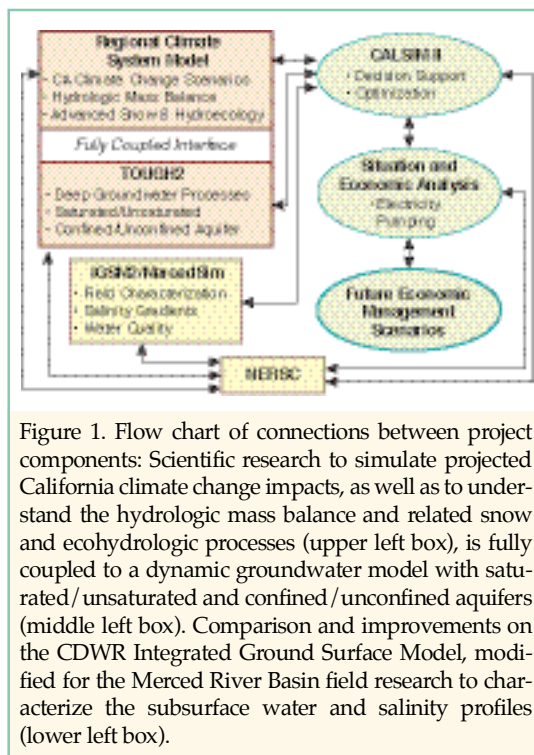 Regional Climate
System Model
• CA Climate Change Scenarios
• Hydrologic Mass Balance
• Advanced Snow & Hydroecology
Fully Coupled Interface
TOUGH2
• Deep Groundwater Processes
• Saturated/Unsaturated
• Confined/Unconfined Aquifer
IGSM2/MercedSim
• Field Characterization
• Salinity Gradients
• Water Quality
NERSC
• Decision Support
• Optimization
Situation and
Economic Analysis
• Electricity
Pumping
Future Economic
Management
Scenarios
Figure 1. Flow chart of connections between project
components: Scientific research to simulate projected
California climate change impacts, as well as to under-
stand the hydrologic mass balance and related snow
and ecohydrologic processes (upper left box), is fully
coupled to a dynamic groundwater model with satu-
rated/unsaturated and confined/unconfined aquifers
(middle left box). Comparison and improvements on
the CDWR Integrated Ground Surface Model, modi-
fied for the Merced River Basin field research to char-
acterize the subsurface water and salinity profiles
(lower left box).